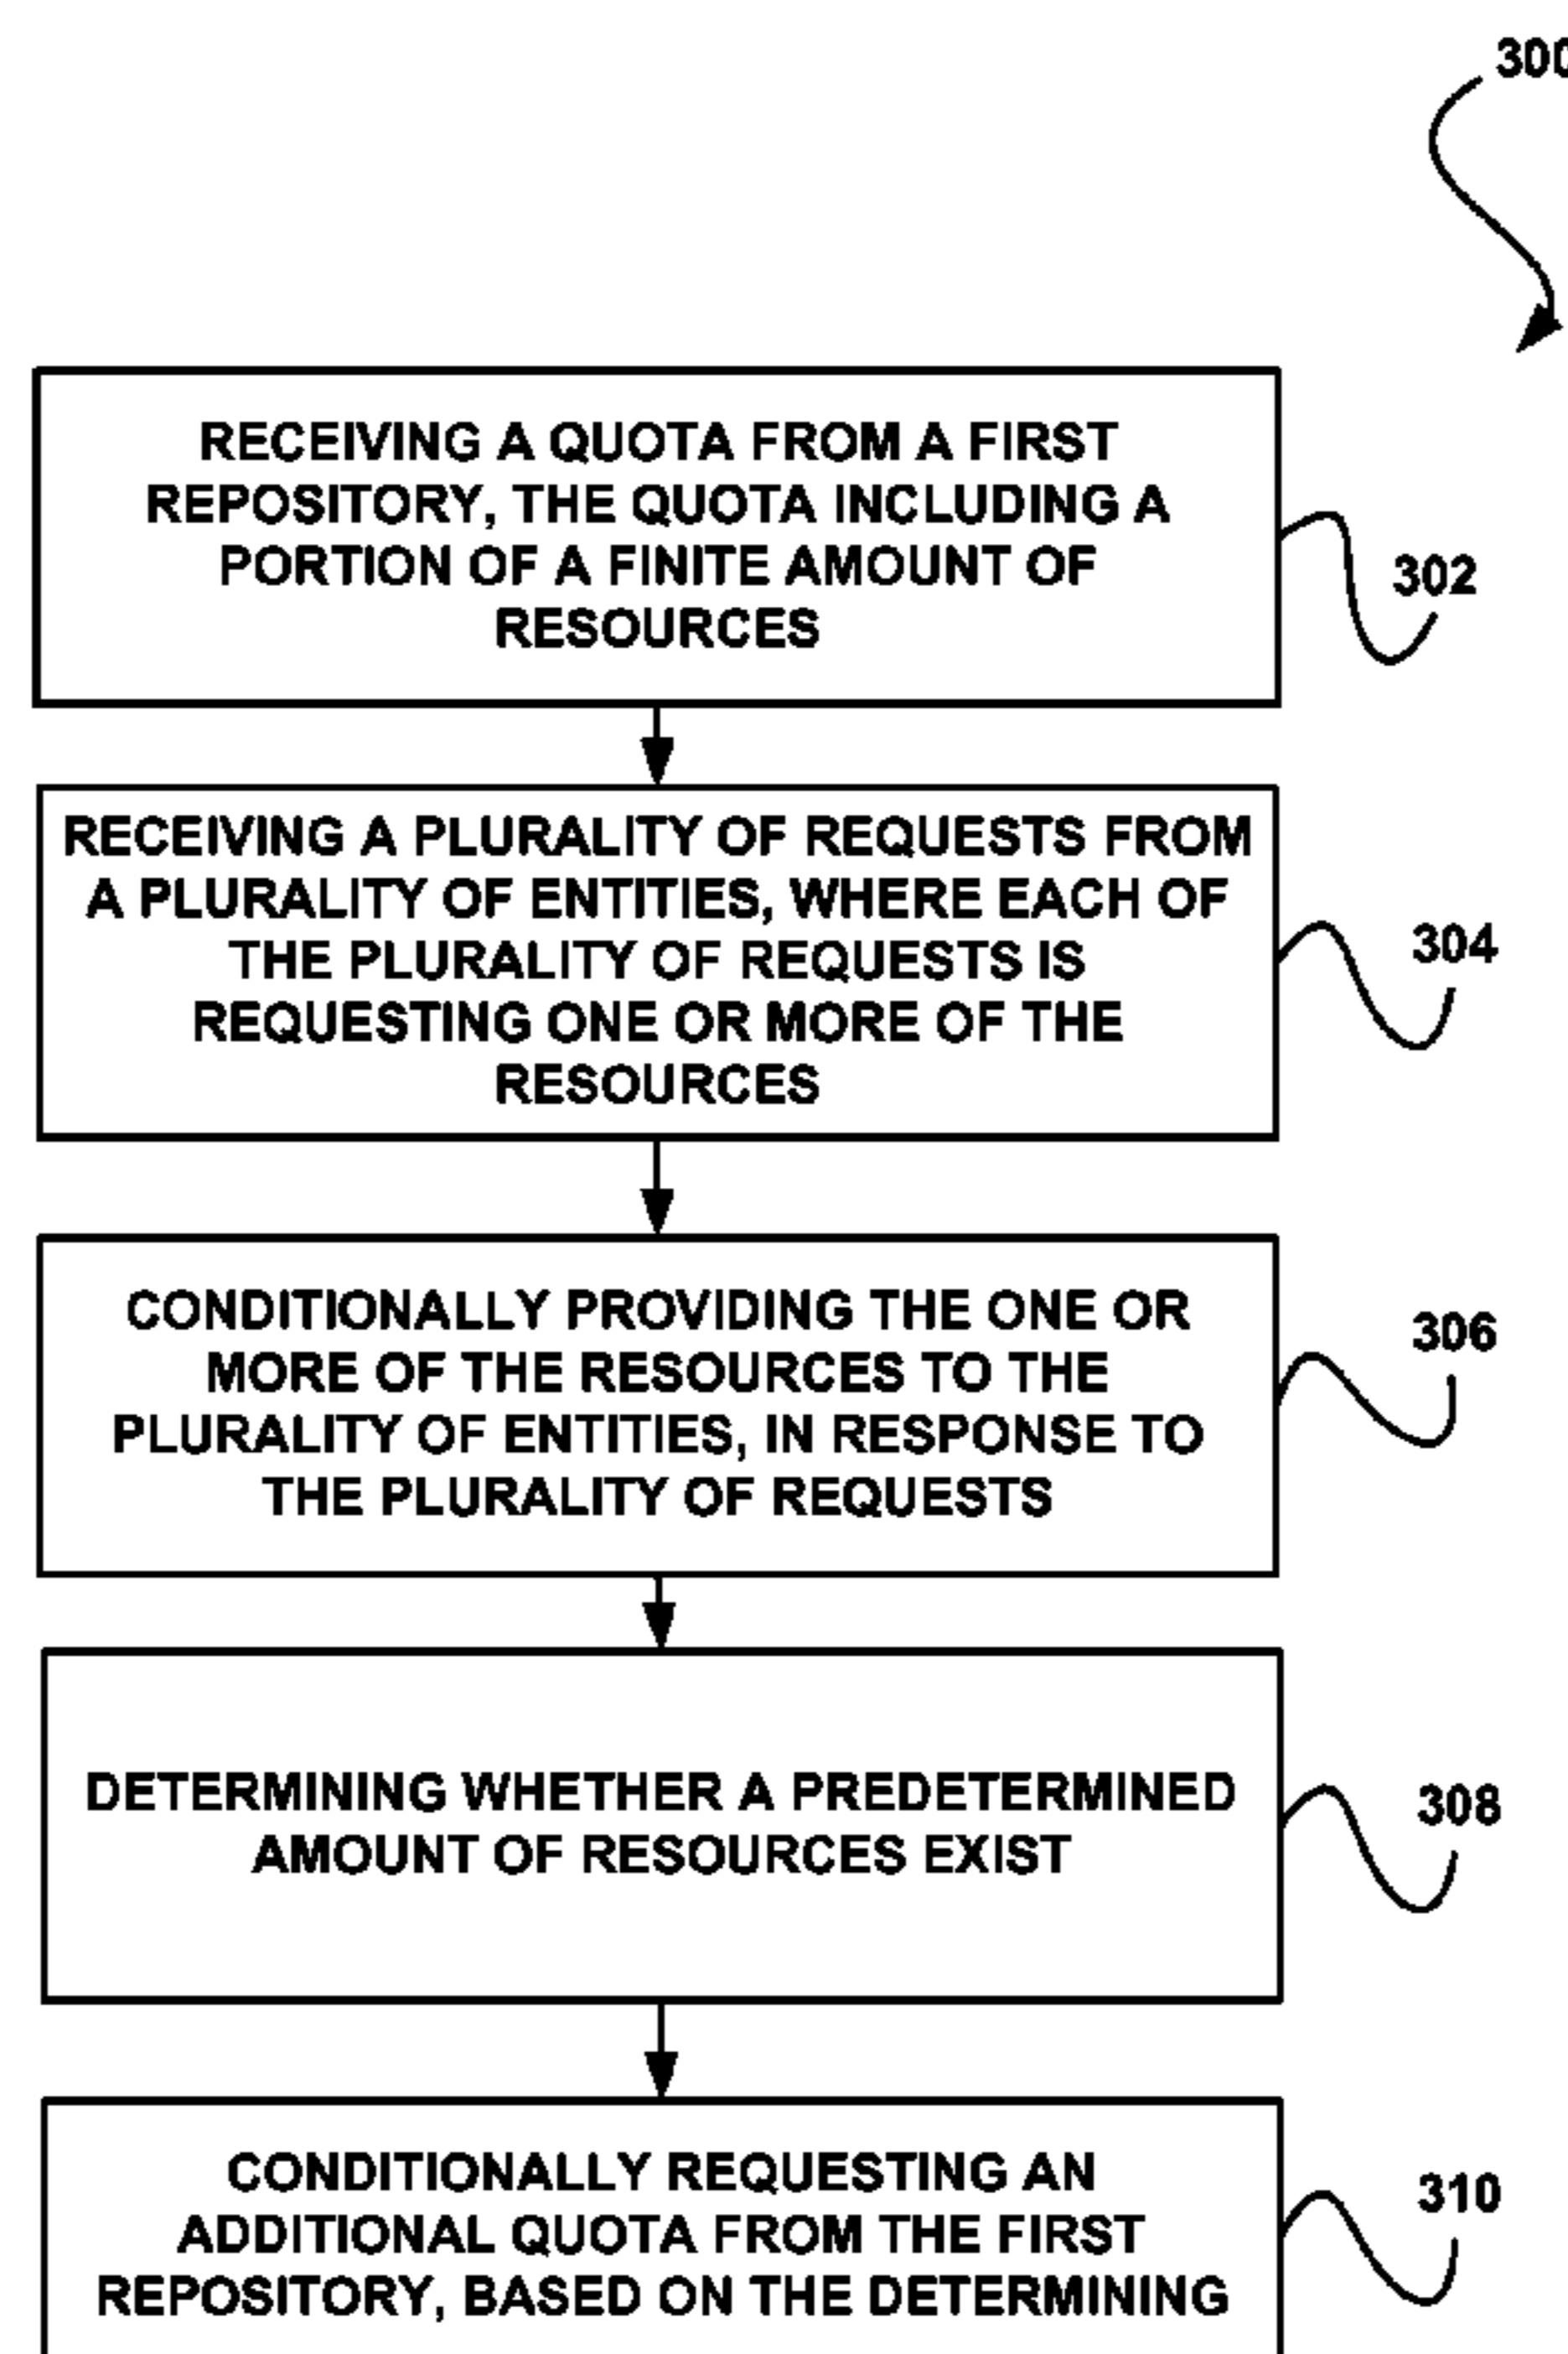 300
RECEIVING A QUOTA FROM A FIRST
REPOSITORY, THE QUOTA INCLUDING A
PORTION OF A FINITE AMOUNT OF
RESOURCES
302
RECEIVING A PLURALITY OF REQUESTS FROM
A PLURALITY OF ENTITIES, WHERE EACH OF
THE PLURALITY OF REQUESTS IS
REQUESTING ONE OR MORE OF THE
RESOURCES
304
CONDITIONALLY PROVIDING THE ONE OR
MORE OF THE RESOURCES TO THE
PLURALITY OF ENTITIES, IN RESPONSE TO
THE PLURALITY OF REQUESTS
306
DETERMINING WHETHER A PREDETERMINED
AMOUNT OF RESOURCES EXIST
308
CONDITIONALLY REQUESTING AN
ADDITIONAL QUOTA FROM THE FIRST
REPOSITORY, BASED ON THE DETERMINING
310